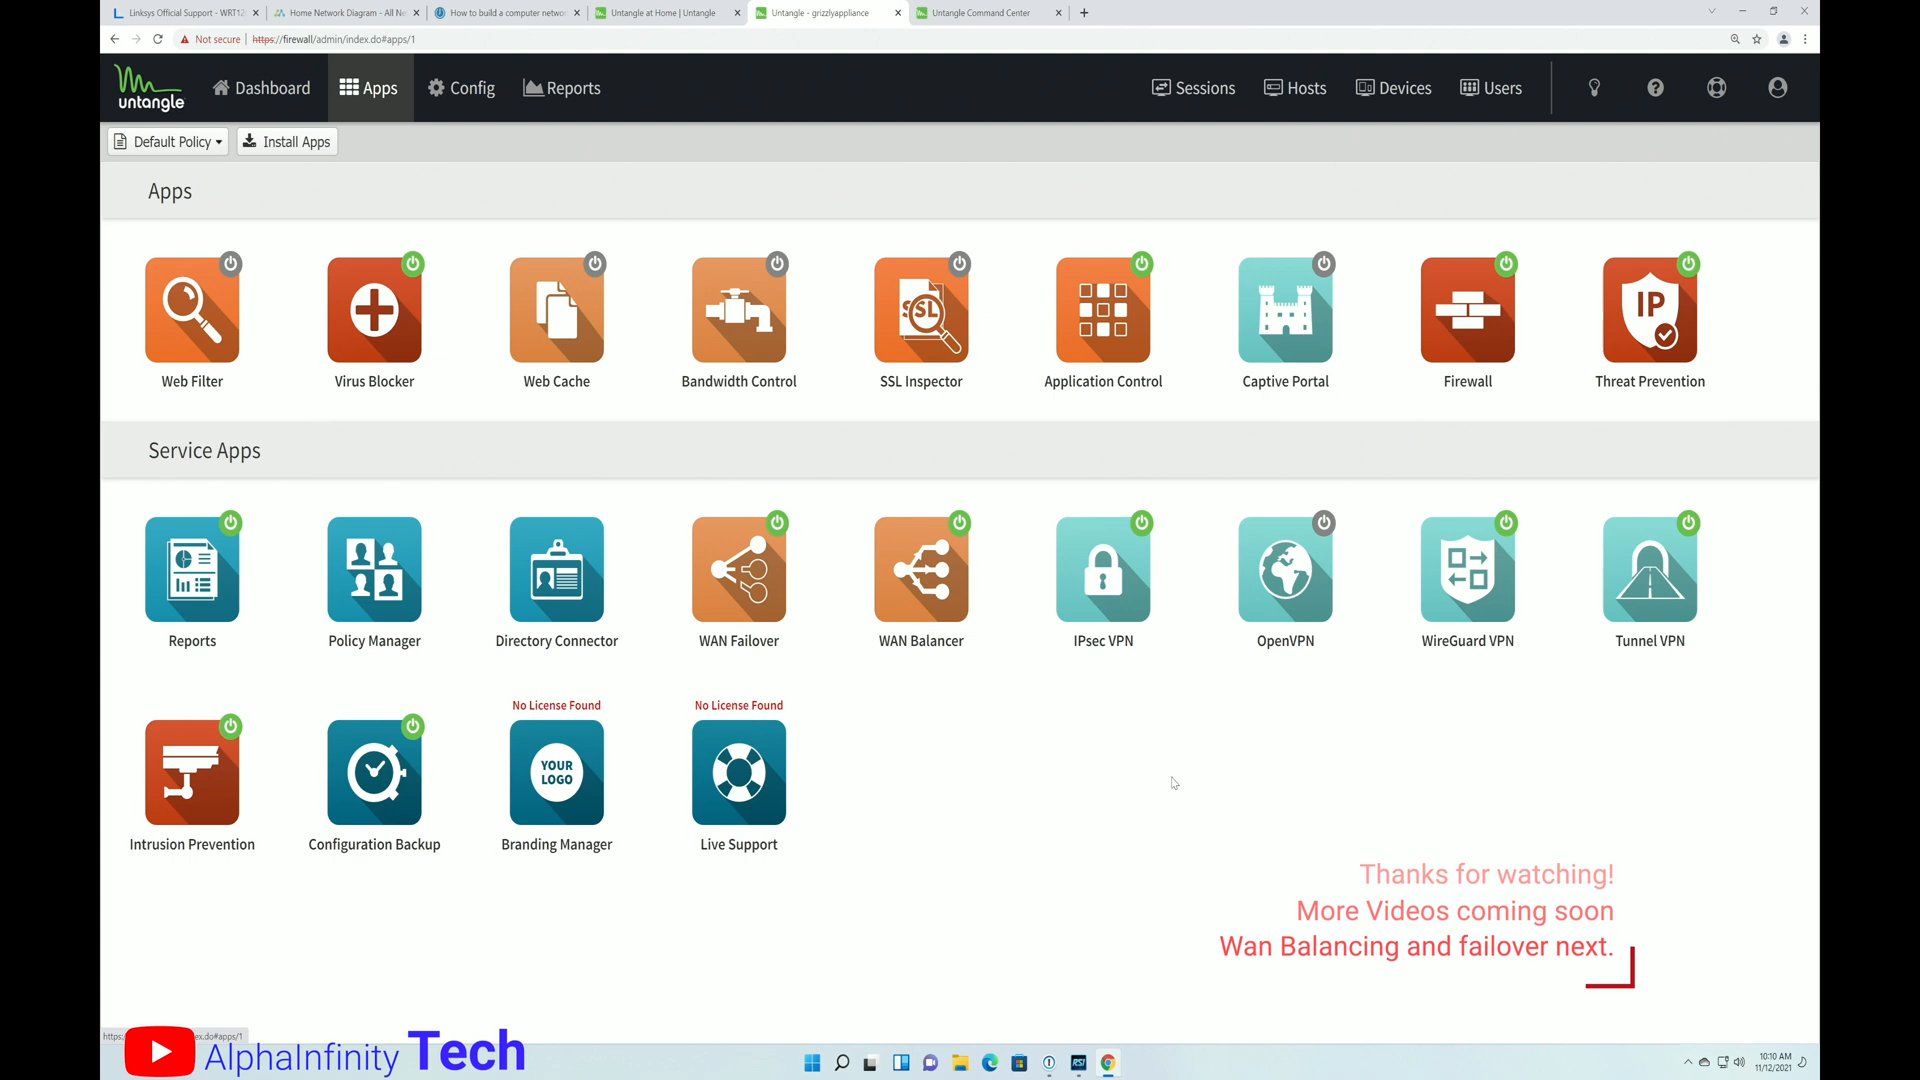 Linksys Official Support - WRT12
Home Network Diagram - All Ne
How to build a computer networ
Untangle at Home | Untangle
Untangle - grizzlyappliance
Untangle Command Center
Not secure
https://firewall/admin/index.do#apps/1
untangle
Dashboard
Apps
Config
Reports
Sessions
Hosts
Devices
Users
Default Policy
Install Apps
Apps
SSL
IP
Web Filter
Virus Blocker
Web Cache
Bandwidth Control
SSL Inspector
Application Control
Captive Portal
Firewall
Threat Prevention
Service Apps
Reports
Policy Manager
Directory Connector
WAN Failover
WAN Balancer
IPsec VPN
OpenVPN
WireGuard VPN
Tunnel VPN
No License Found
No License Found
YOUR
LOGO
Intrusion Prevention
Configuration Backup
Branding Manager
Live Support
Thanks for watching!
More Videos coming soon
Wan Balancing and failover next.
AlphaInfinity Tech
RSI
10:10 AM
11/12/2021